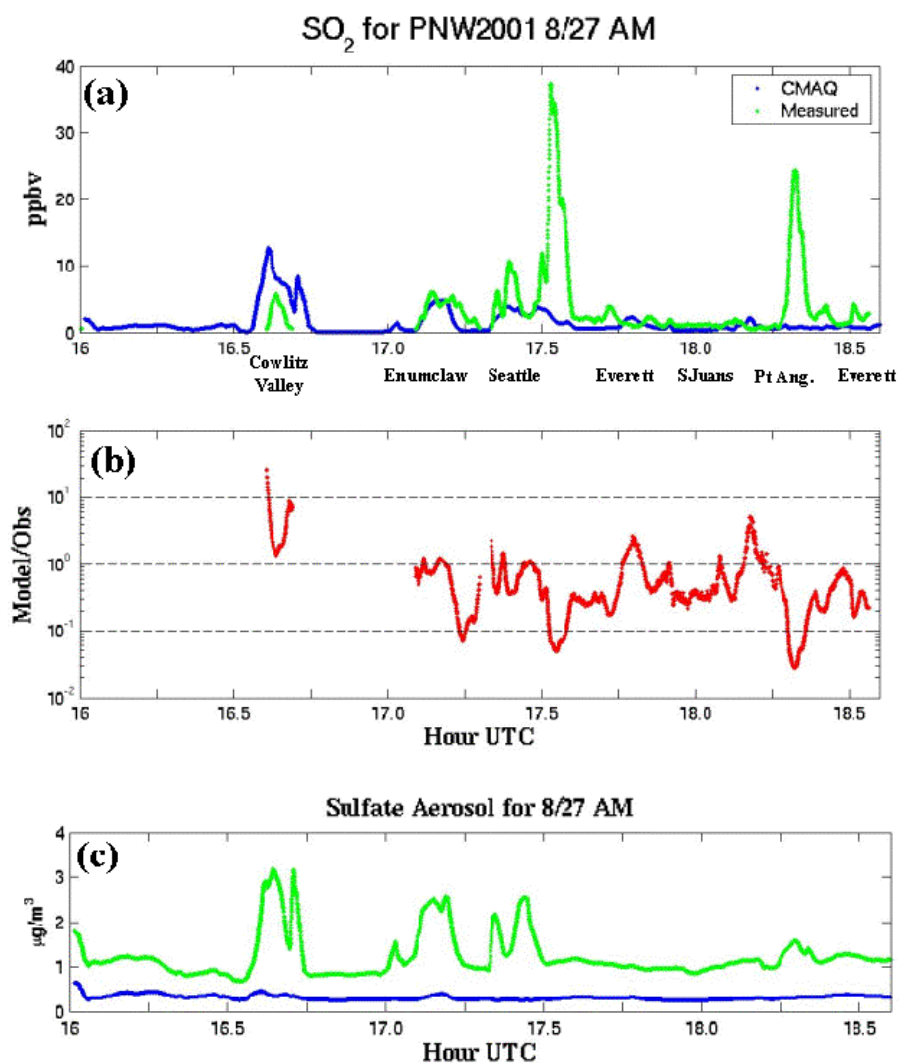 SO2 for PNW2001 8/27 AM
(a)
CMAQ
Measured
ppbv
40
30
20
10
0
16 16.5 17.0 17.5 18.0 18.5
Cowlitz Valley Enumclaw Seattle Everett SJuans Pt Ang. Everett
(b)
Model/Obs
10^2
10^1
10^0
10^-1
10^-2
16 16.5 17.0 17.5 18.0 18.5
Hour UTC
Sulfate Aerosol for 8/27 AM
(c)
µg/m^3
4
3
2
1
0
16 16.5 17.0 17.5 18.0 18.5
Hour UTC